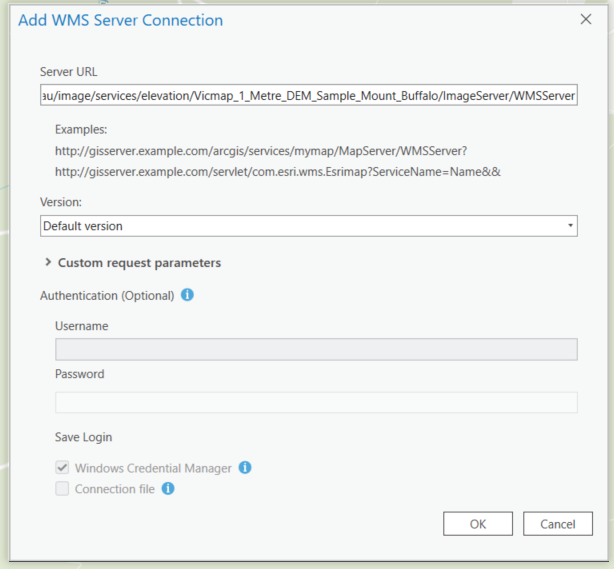 Add WMS Server Connection
Server URL
au/image/services/elevation/Vicmap_1_Metre_DEM_Sample_Mount_Buffalo/ImageServer/WMSServer
Examples:
http://gisserver.example.com/arcgis/services/mymap/MapServer/WMSServer?
http://gisserver.example.com/servlet/com.esri.wms.Esrimap?ServiceName=Name&&
Version:
Default version
Custom request parameters
Authentication (Optional)
Username
Password
Save Login
Windows Credential Manager
Connection file
OK
Cancel